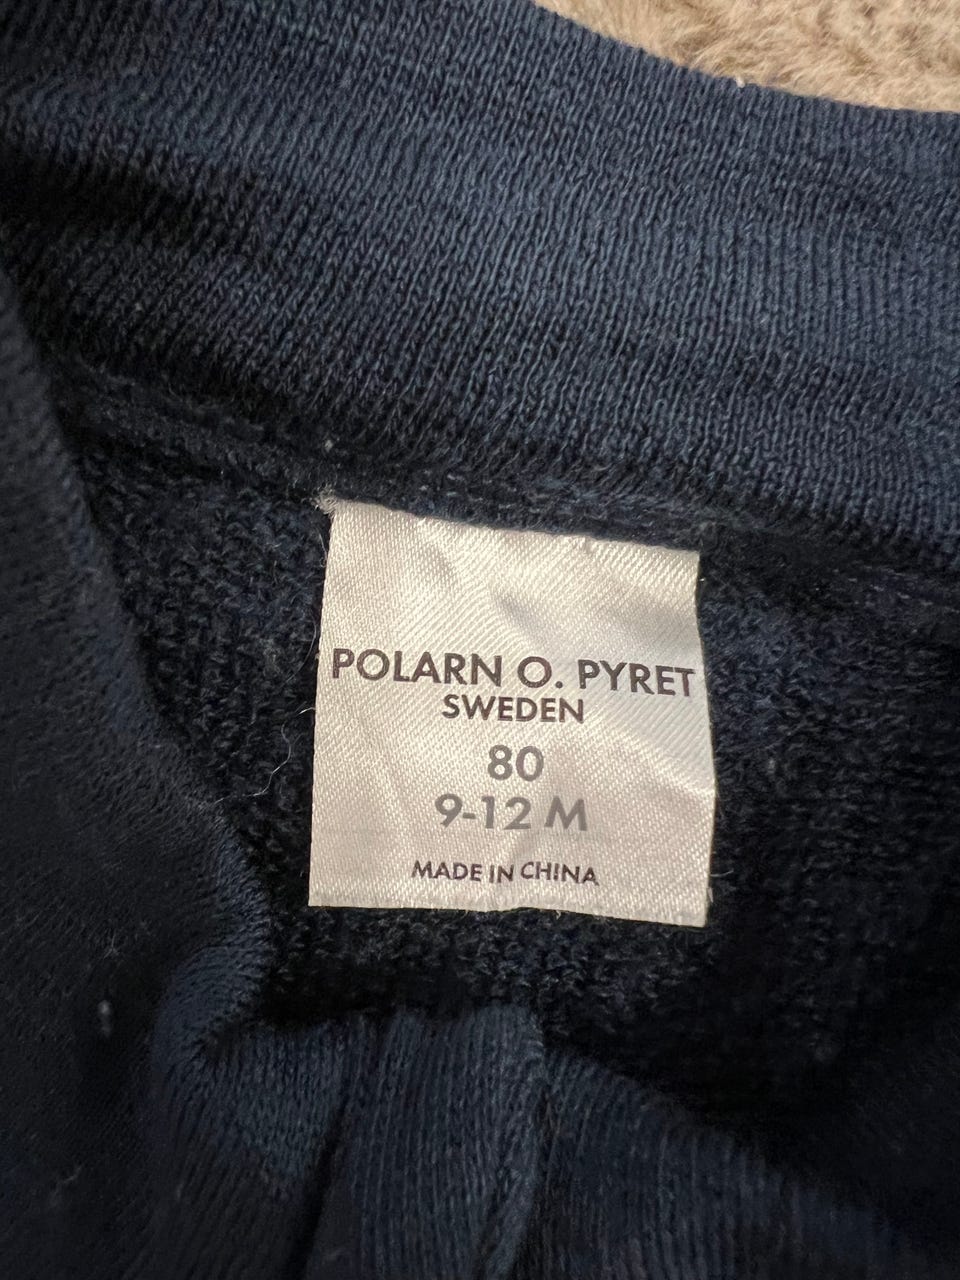 POLARN O. PYRET
SWEDEN
80
9-12 M
MADE IN CHINA